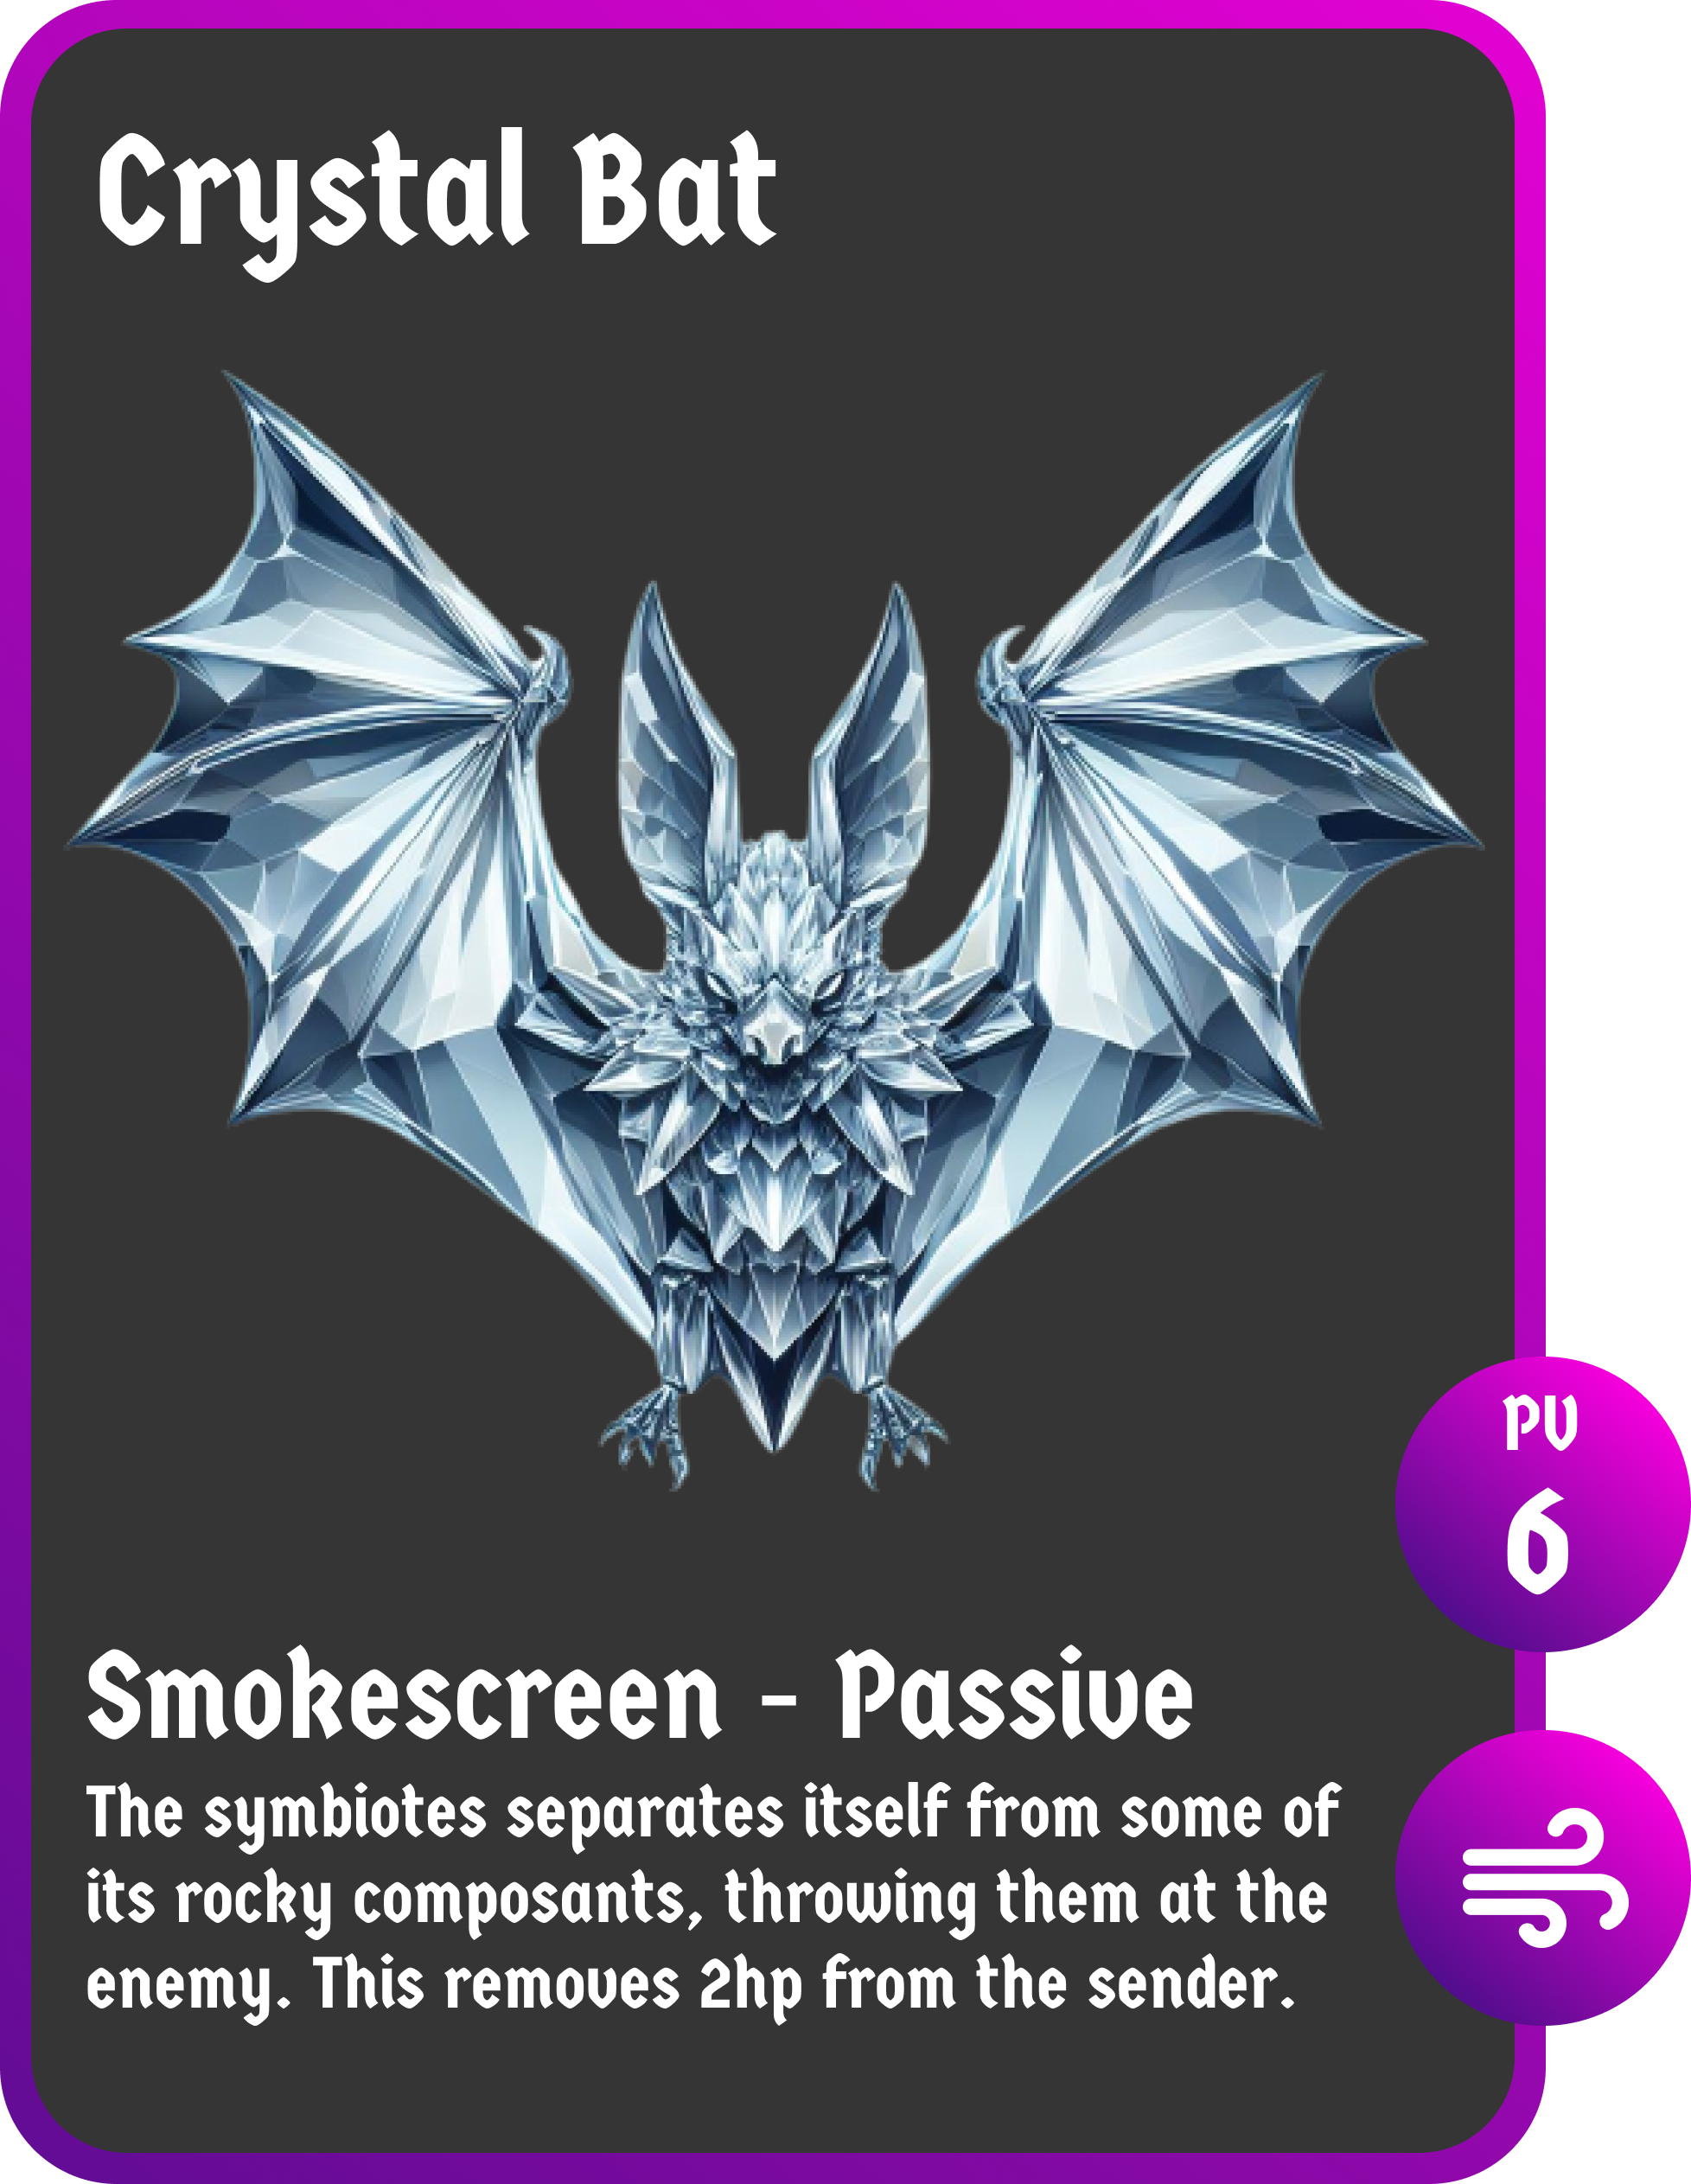 Crystal Bat
PV
6
Smokescreen - Passive
The symbiotes separates itself from some of
its rocky composants, throwing them at the
enemy. This removes 2hp from the sender.